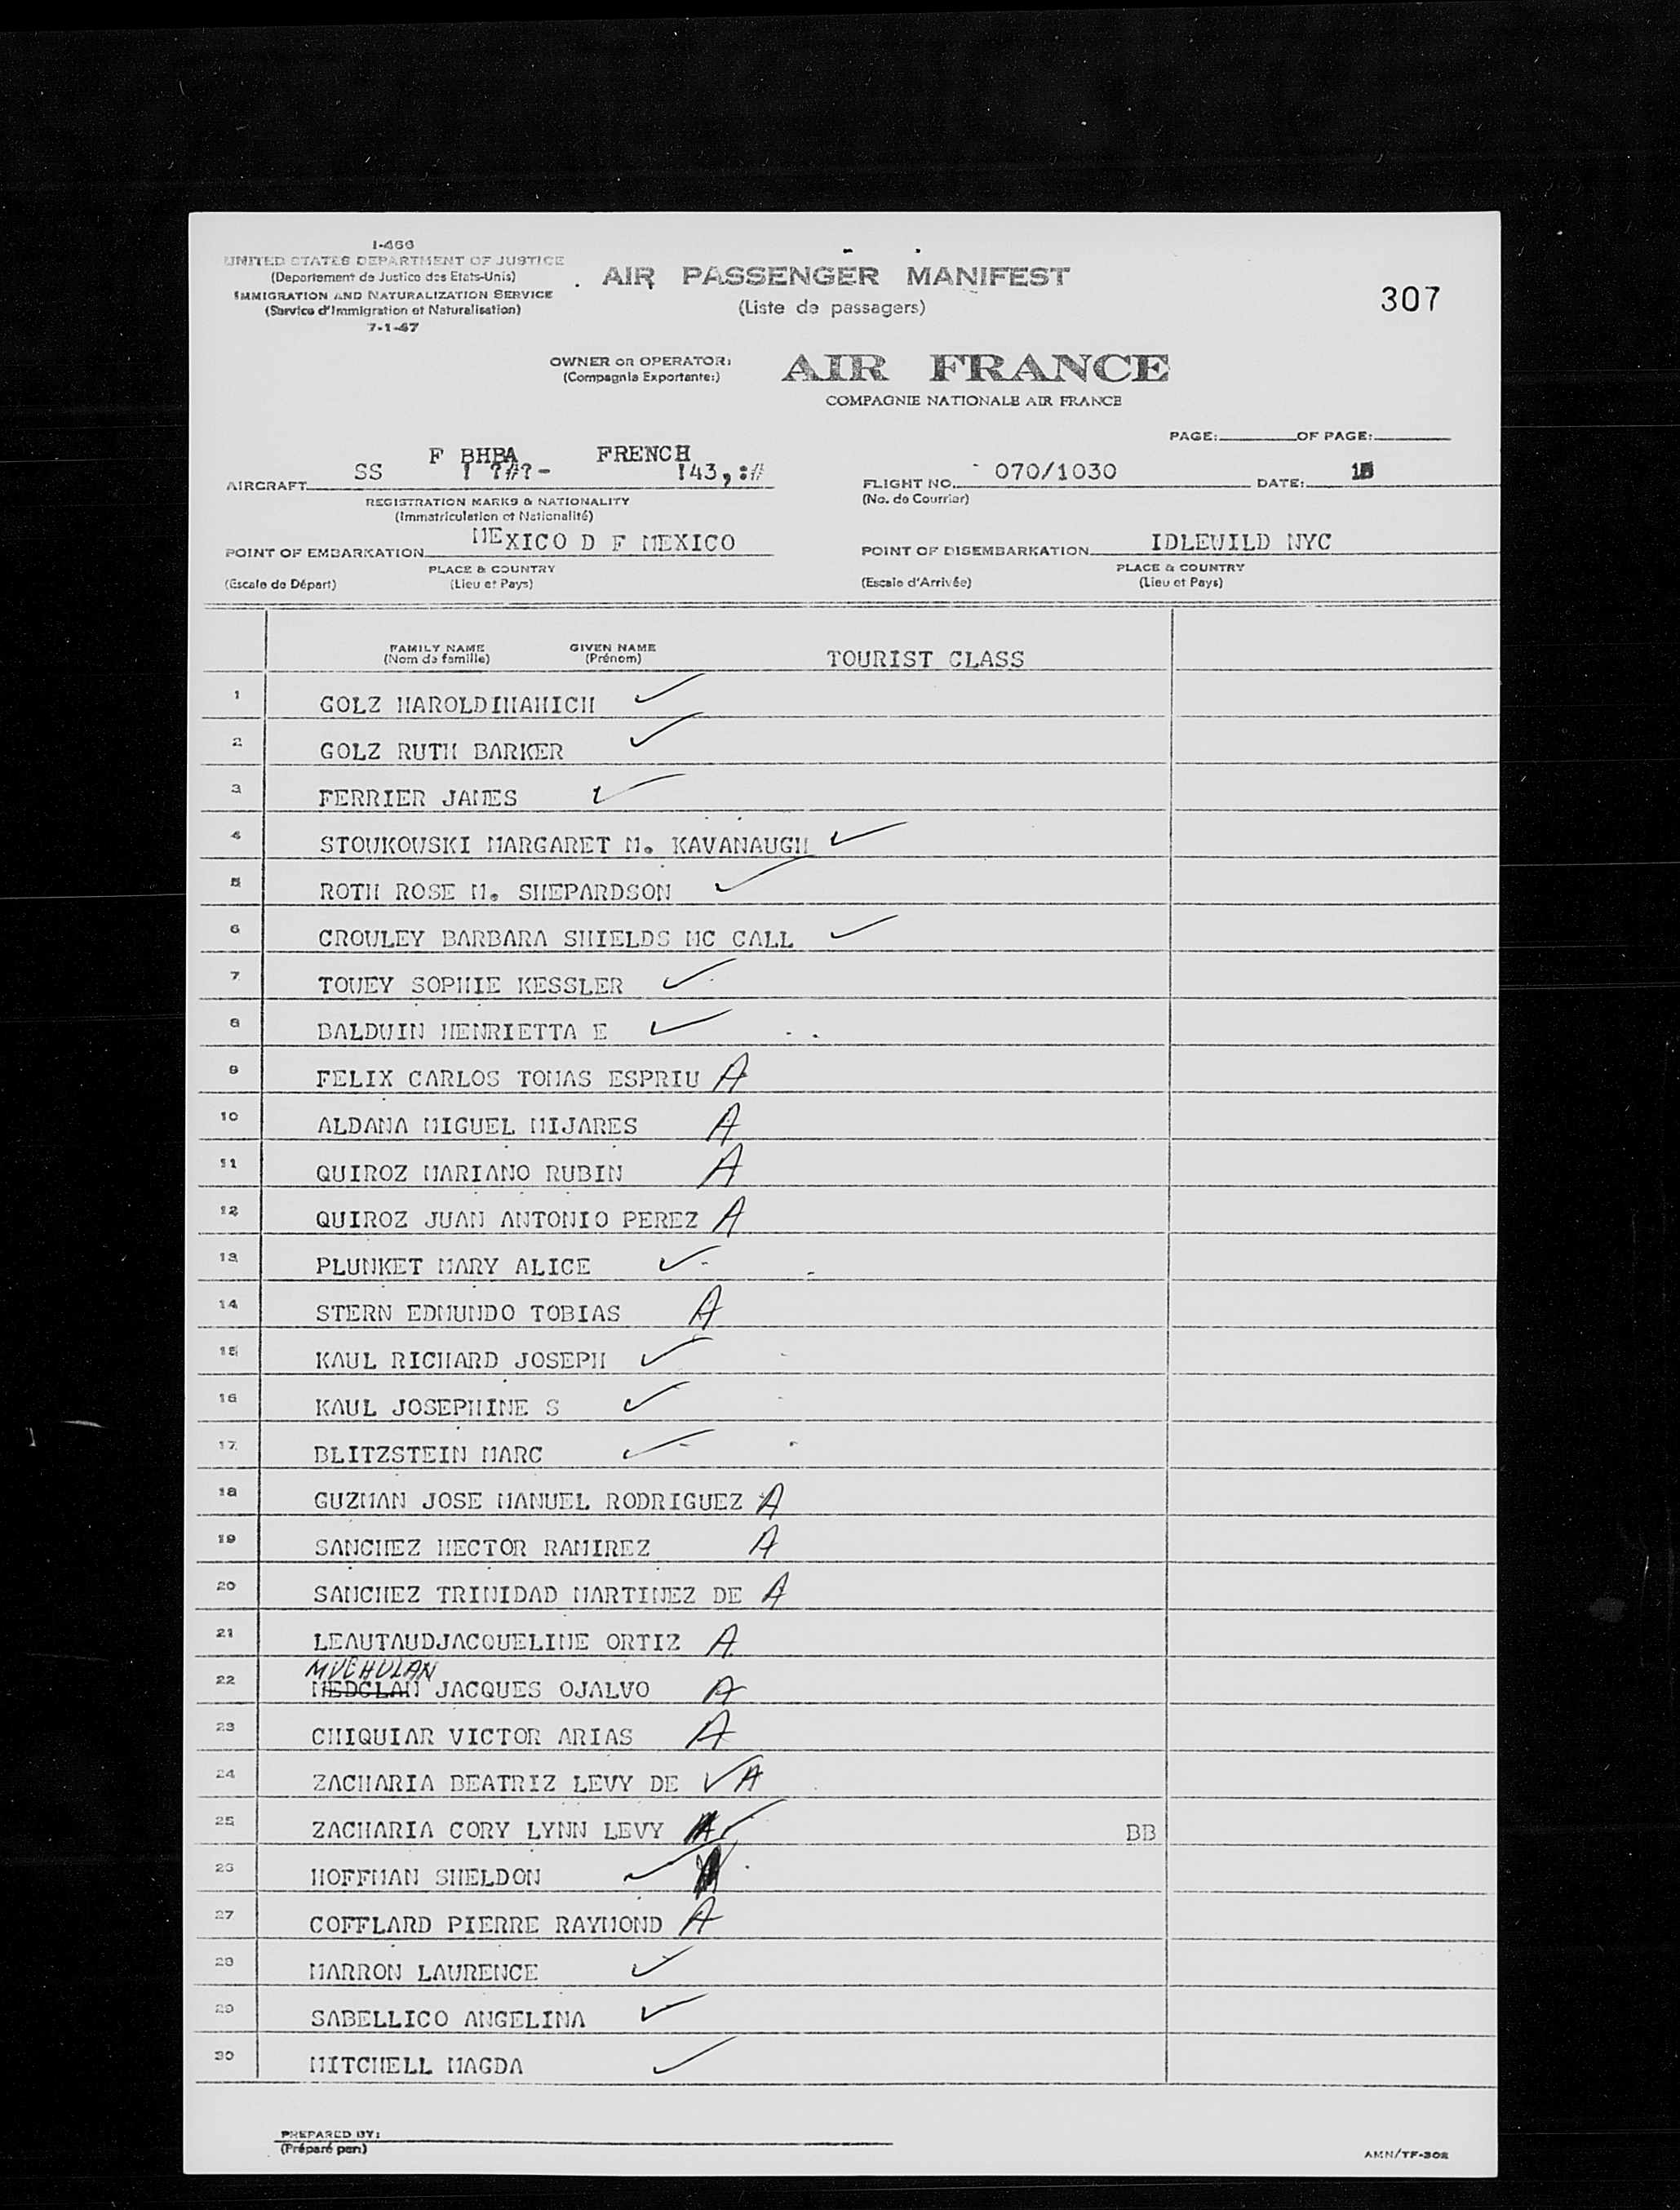 I-466
UNITED STATES DEPARTMENT OF JUSTICE
(Departement de Justice des Etats-Unis)
IMMIGRATION AND NATURALIZATION SERVICE
(Service d'Immigration et Naturalisation)
7-1-47
AIR PASSENGER MANIFEST
(Liste de passagers)
307
OWNER OR OPERATOR:
(Compagnie Exportante:)
AIR FRANCE
COMPAGNIE NATIONALE AIR FRANCE
PAGE: OF PAGE:
F BHBA FRENCH
AIRCRAFT SS ! ?#?- !43,:#
FLIGHT NO. 070/1030 DATE:
REGISTRATION MARKS & NATIONALITY
(No. de Courrier)
(Immatriculation et Nationalité)
POINT OF EMBARKATION MEXICO D F MEXICO
POINT OF DISEMBARKATION IDLEWILD NYC
PLACE & COUNTRY PLACE & COUNTRY
(Escale de Départ) (Lieu et Pays) (Escale d'Arrivée) (Lieu et Pays)
FAMILY NAME GIVEN NAME
(Nom de famille) (Prénom) TOURIST CLASS
1 GOLZ HAROLDIHAHICH ✓
2 GOLZ RUTH BARKER ✓
3 FERRIER JAMES ✓
4 STOWKOWSKI MARGARET M. KAVANAUGH ✓
5 ROTH ROSE M. SHEPARDSON ✓
6 CROWLEY BARBARA SHIELDS MC CALL ✓
7 TOWEY SOPHIE KESSLER ✓
8 BALDWIN HENRIETTA E ✓
9 FELIX CARLOS TOMAS ESPRIU A
10 ALDANA MIGUEL MIJARES A
11 QUIROZ MARIANO RUBIN A
12 QUIROZ JUAN ANTONIO PEREZ A
13 PLUNKET MARY ALICE ✓
14 STERN EDMUNDO TOBIAS A
15 KAUL RICHARD JOSEPH ✓
16 KAUL JOSEPHINE S ✓
17 BLITZSTEIN MARC ✓
18 GUZMAN JOSE MANUEL RODRIGUEZ A
19 SANCHEZ HECTOR RAMIREZ A
20 SANCHEZ TRINIDAD MARTINEZ DE A
21 LEAUTAUDJACQUELINE ORTIZ A
MUCHULAN
22 JACQUES OJALVO A
23 CHIQUIAR VICTOR ARIAS A
24 ZACHARIA BEATRIZ LEVY DE ✓ A
25 ZACHARIA CORY LYNN LEVY ✓ BB
26 HOFFMAN SHELDON ✓
27 COFFLARD PIERRE RAYMOND A
28 MARRON LAURENCE ✓
29 SABELLICO ANGELINA ✓
30 MITCHELL MAGDA ✓
PREPARED BY:
(Préparé par:)
AMN/TF-302